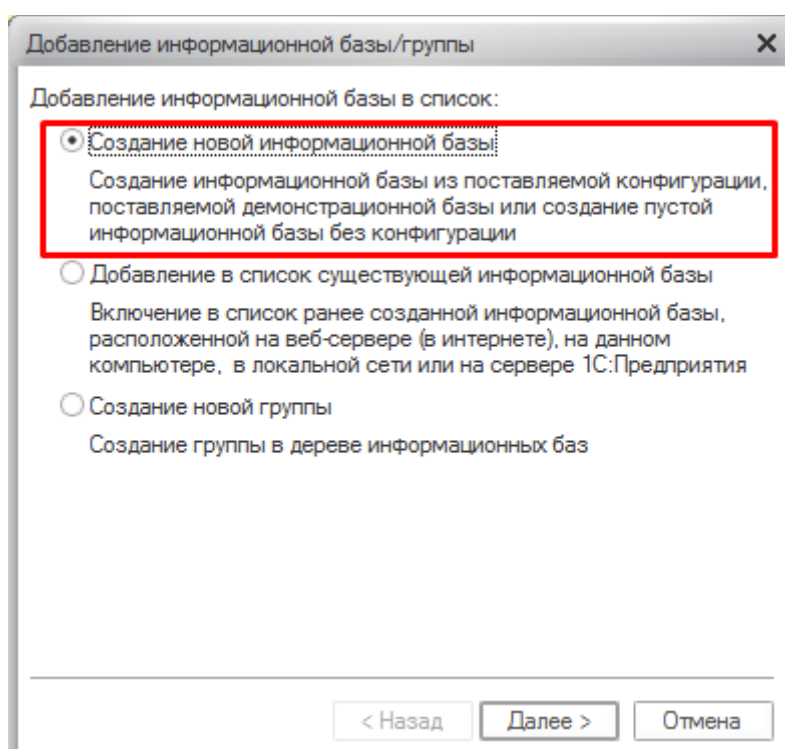 Добавление информационной базы/группы
Добавление информационной базы в список:
Создание новой информационной базы
Создание информационной базы из поставляемой конфигурации,
поставляемой демонстрационной базы или создание пустой
информационной базы без конфигурации
Добавление в список существующей информационной базы
Включение в список ранее созданной информационной базы,
расположенной на веб-сервере (в интернете), на данном
компьютере, в локальной сети или на сервере 1С:Предприятия
Создание новой группы
Создание группы в дереве информационных баз
< Назад Далее > Отмена